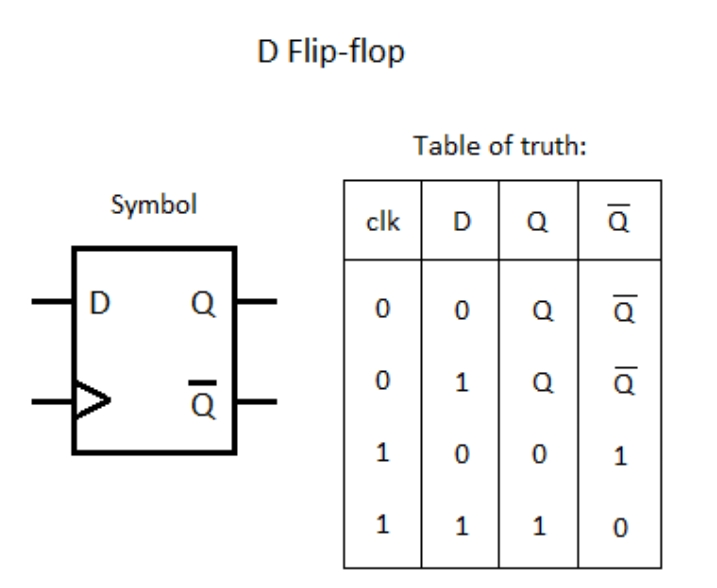 D Flip-flop
Symbol
D Q
Q̅
Table of truth:
clk D Q Q̅
0 0 Q Q̅
0 1 Q Q̅
1 0 0 1
1 1 1 0